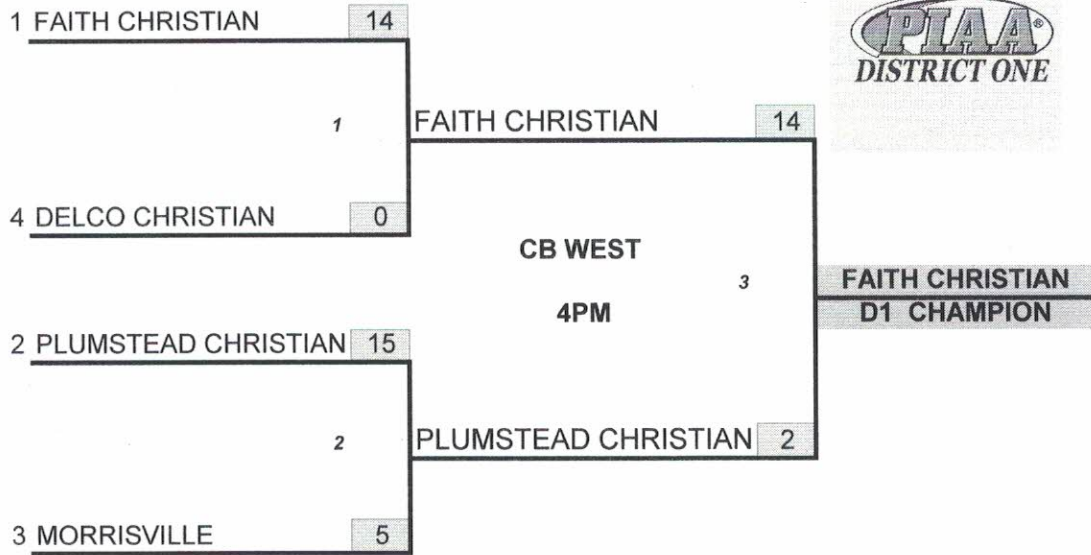 1 FAITH CHRISTIAN 14
PIAA®
DISTRICT ONE
1
FAITH CHRISTIAN 14
4 DELCO CHRISTIAN 0
CB WEST
3
4PM
FAITH CHRISTIAN
D1 CHAMPION
2 PLUMSTEAD CHRISTIAN 15
2
PLUMSTEAD CHRISTIAN 2
3 MORRISVILLE 5